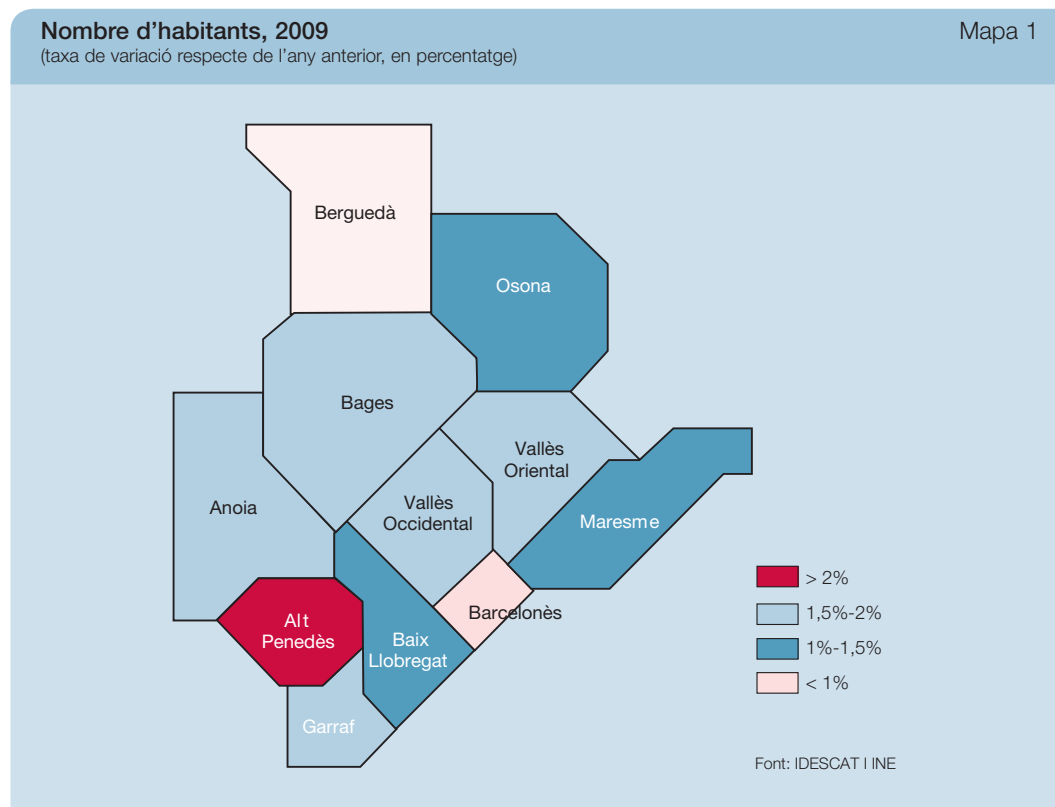 Nombre d'habitants, 2009
Mapa 1
(taxa de variació respecte de l'any anterior, en percentatge)
Berguedà
Osona
Bages
Vallès
Oriental
Anoia
Vallès
Occidental
Maresme
Barcelonès
Alt
Penedès
Baix
Llobregat
Garraf
> 2%
1,5%-2%
1%-1,5%
< 1%
Font: IDESCAT I INE